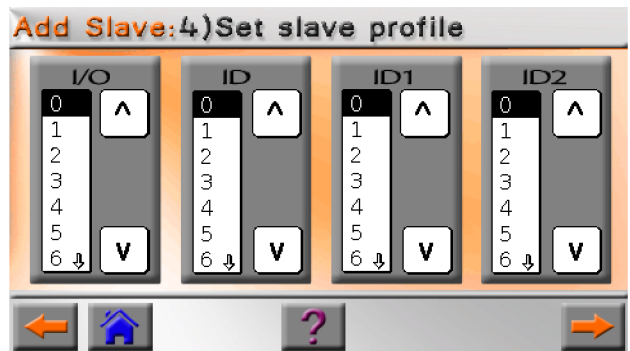 Add Slave:4)Set slave profile
I/O ID ID1 ID2
0 ʌ 0 ʌ 0 ʌ 0 ʌ
1 1 1 1
2 2 2 2
3 3 3 3
4 4 4 4
5 5 5 5
6 v 6 v 6 v 6 v
?